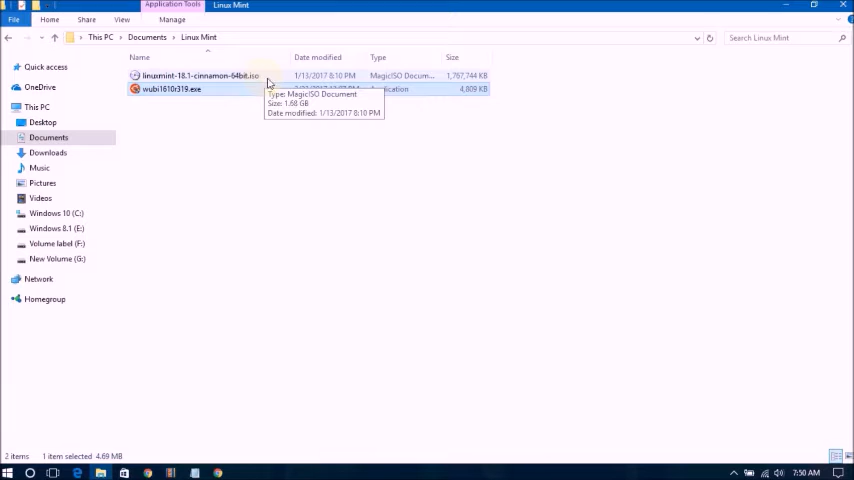 Application Tools
Linux Mint
File
Home
Share
View
Manage
This PC
Documents
Linux Mint
Search Linux Mint
Name
Date modified
Type
Size
linuxmint-18.1-cinnamon-64bit.iso
1/13/2017 8:10 PM
MagicISO Docum...
1,767,744 KB
wubi1610r319.exe
Application
4,809 KB
Type: MagicISO Document
Size: 1.68 GB
Date modified: 1/13/2017 8:10 PM
Quick access
OneDrive
This PC
Desktop
Documents
Downloads
Music
Pictures
Videos
Windows 10 (C:)
Windows 8.1 (E:)
Volume label (F:)
New Volume (G:)
Network
Homegroup
2 items
1 item selected 4.69 MB
7:50 AM